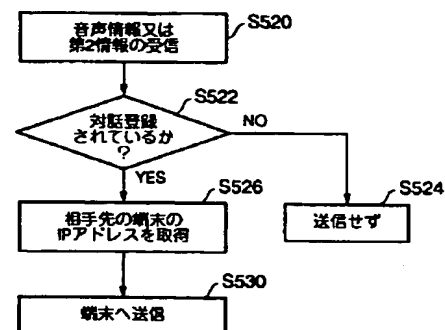 音声情報又は
第2情報の受信
S520
対話登録
されているか
?
S522
NO
YES
相手先の端末の
IPアドレスを取得
S526
送信せず
S524
端末へ送信
S530